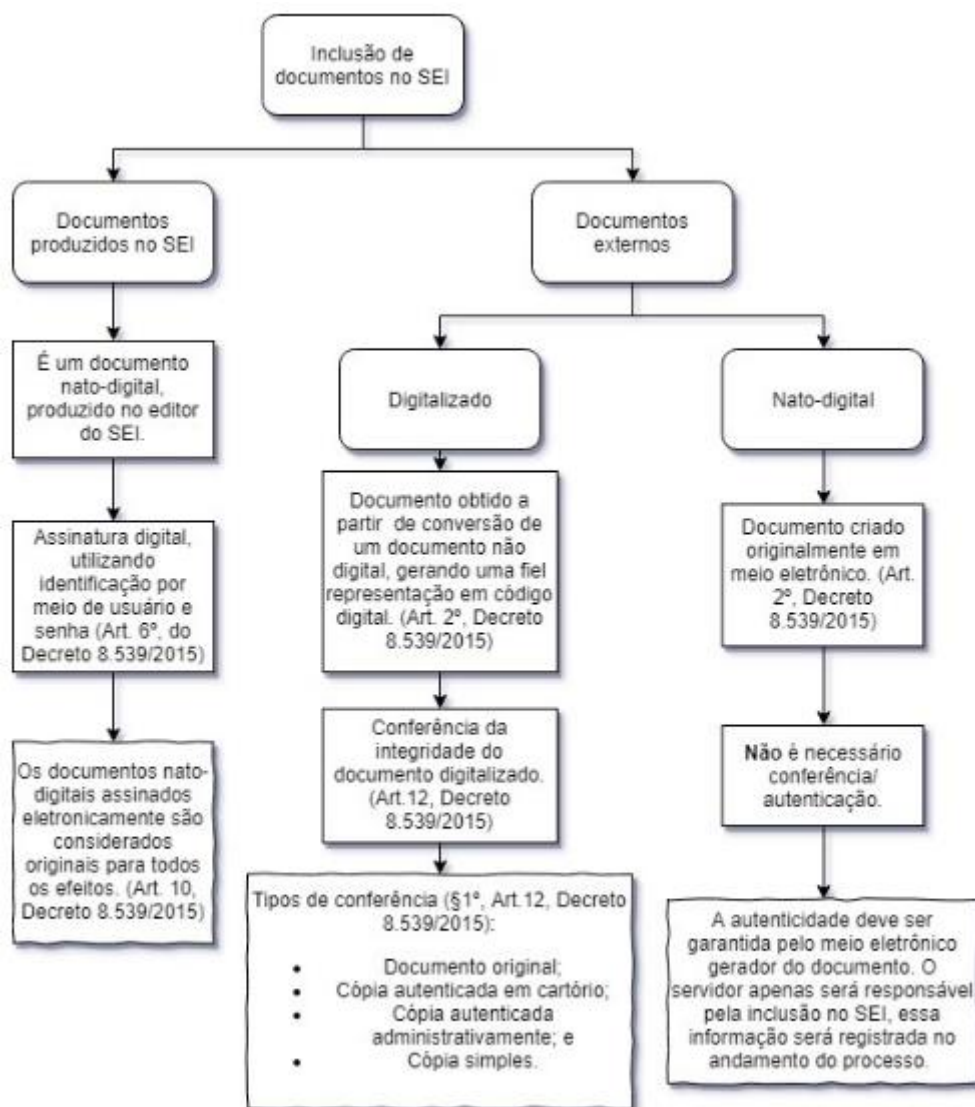 Inclusão de
documentos no SEI
Documentos
produzidos no SEI
Documentos
externos
É um documento
nato-digital,
produzido no editor
do SEI.
Digitalizado
Nato-digital
Assinatura digital,
utilizando
identificação por
meio de usuário e
senha (Art. 6º, do
Decreto 8.539/2015)
Documento obtido a
partir de conversão de
um documento não
digital, gerando uma fiel
representação em código
digital. (Art. 2º, Decreto
8.539/2015)
Documento criado
originalmente em
meio eletrônico. (Art.
2º, Decreto
8.539/2015)
Os documentos nato-
digitais assinados
eletronicamente são
considerados
originais para todos
os efeitos. (Art. 10,
Decreto 8.539/2015)
Conferência da
integridade do
documento digitalizado.
(Art.12, Decreto
8.539/2015)
Não é necessário
conferência/
autenticação.
Tipos de conferência (§1º, Art.12, Decreto
8.539/2015):
• Documento original;
• Cópia autenticada em cartório;
• Cópia autenticada
administrativamente; e
• Cópia simples.
A autenticidade deve ser
garantida pelo meio eletrônico
gerador do documento. O
servidor apenas será responsável
pela inclusão no SEI, essa
informação será registrada no
andamento do processo.